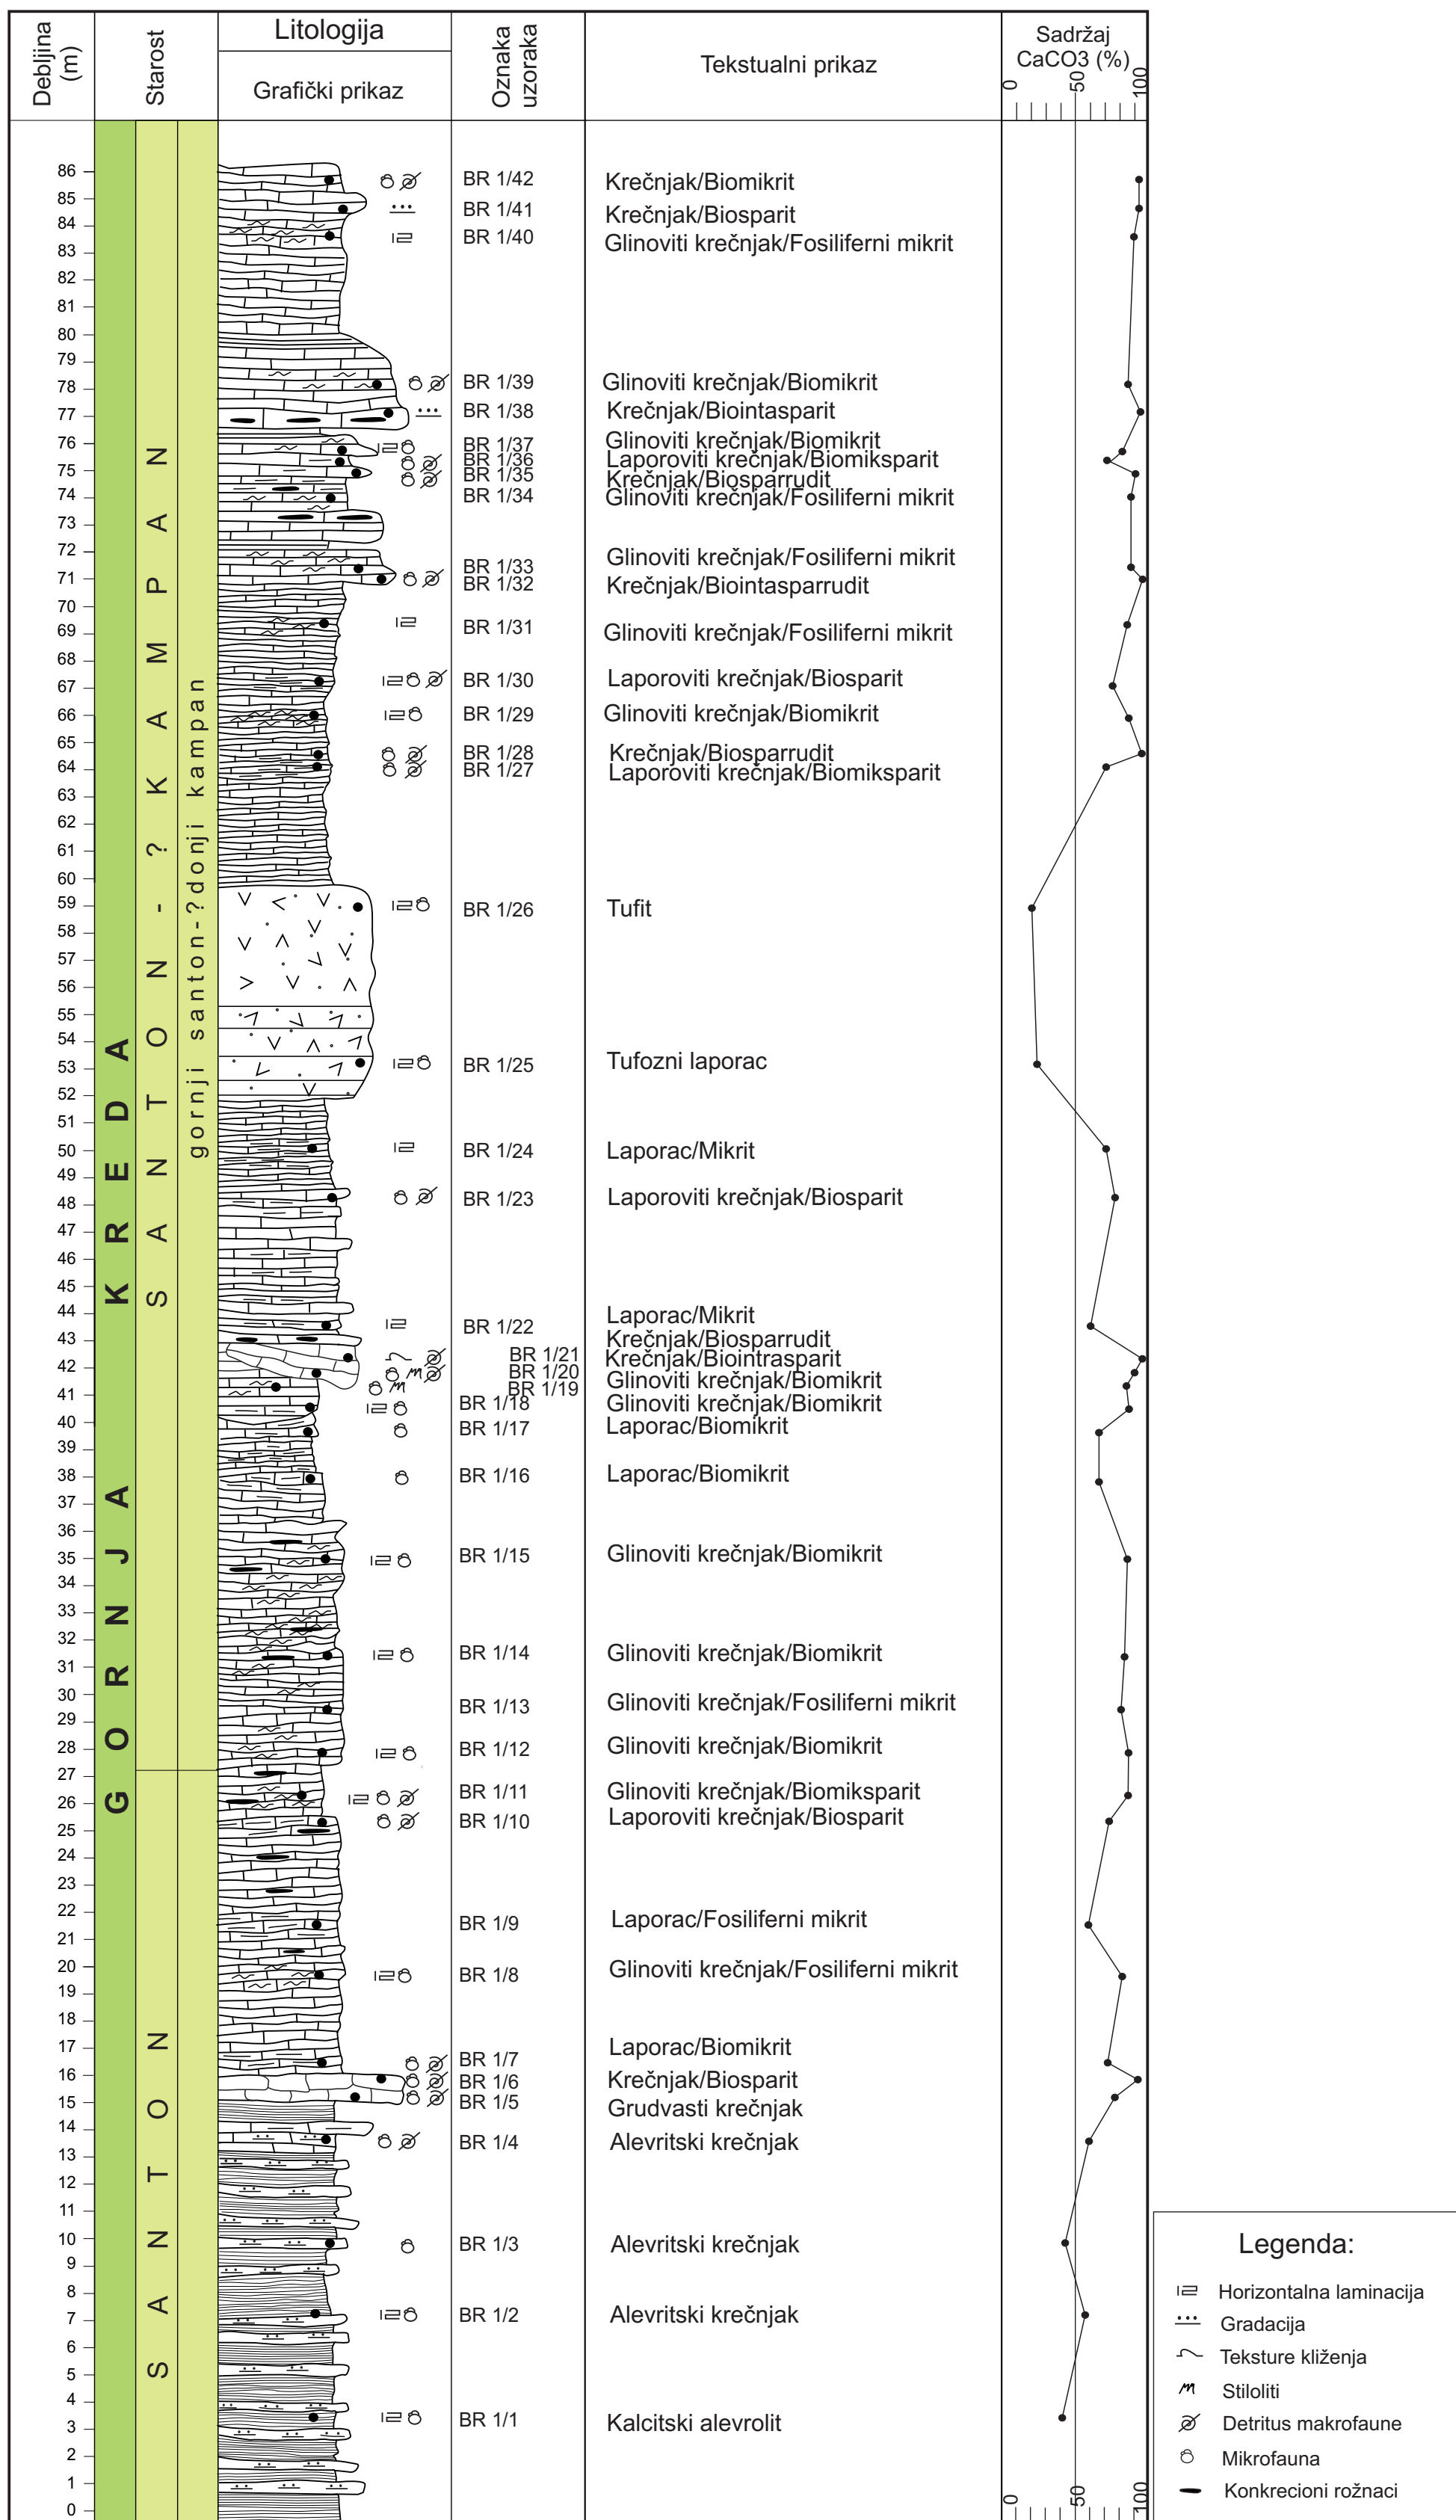 Debljina
(m)
Starost
Litologija
Grafički prikaz
Oznaka
uzoraka
Tekstualni prikaz
Sadržaj
CaCO3 (%)
0 50 100
GORNJA KREDA
SANTON-?KAMPAN
gornji santon-?donji kampan
SANTON
86
BR 1/42 Krečnjak/Biomikrit
85
BR 1/41 Krečnjak/Biosparit
84
BR 1/40 Glinoviti krečnjak/Fosiliferni mikrit
83
82
81
80
79
78 BR 1/39 Glinoviti krečnjak/Biomikrit
77 BR 1/38 Krečnjak/Biointasparit
76 BR 1/37 Glinoviti krečnjak/Biomikrit
BR 1/36 Laporoviti krečnjak/Biomiksparit
75 BR 1/35 Krečnjak/Biosparrudit
74 BR 1/34 Glinoviti krečnjak/Fosiliferni mikrit
73
72
BR 1/33 Glinoviti krečnjak/Fosiliferni mikrit
71 BR 1/32 Krečnjak/Biointasparrudit
70
69 BR 1/31 Glinoviti krečnjak/Fosiliferni mikrit
68
67 BR 1/30 Laporoviti krečnjak/Biosparit
66 BR 1/29 Glinoviti krečnjak/Biomikrit
65 BR 1/28 Krečnjak/Biosparrudit
64 BR 1/27 Laporoviti krečnjak/Biomiksparit
63
62
61
60
59 BR 1/26 Tufit
58
57
56
55
54
53 BR 1/25 Tufozni laporac
52
51
50 BR 1/24 Laporac/Mikrit
49
48 BR 1/23 Laporoviti krečnjak/Biosparit
47
46
45
44
BR 1/22 Laporac/Mikrit
43 Krečnjak/Biosparrudit
BR 1/21 Krečnjak/Biointrasparit
42 BR 1/20 Glinoviti krečnjak/Biomikrit
41 BR 1/19
BR 1/18 Glinoviti krečnjak/Biomikrit
40 BR 1/17 Laporac/Biomikrit
39
38 BR 1/16 Laporac/Biomikrit
37
36
35 BR 1/15 Glinoviti krečnjak/Biomikrit
34
33
32
31 BR 1/14 Glinoviti krečnjak/Biomikrit
30
29 BR 1/13 Glinoviti krečnjak/Fosiliferni mikrit
28 BR 1/12 Glinoviti krečnjak/Biomikrit
27
26 BR 1/11 Glinoviti krečnjak/Biomiksparit
25 BR 1/10 Laporoviti krečnjak/Biosparit
24
23
22
21 BR 1/9 Laporac/Fosiliferni mikrit
20 BR 1/8 Glinoviti krečnjak/Fosiliferni mikrit
19
18
17
BR 1/7 Laporac/Biomikrit
16 BR 1/6 Krečnjak/Biosparit
15 BR 1/5 Grudvasti krečnjak
14
BR 1/4 Alevritski krečnjak
13
12
11
10 BR 1/3 Alevritski krečnjak
9
8
7 BR 1/2 Alevritski krečnjak
6
5
4
3 BR 1/1 Kalcitski alevrolit
2
1
0
0 50 100
Legenda:
Horizontalna laminacija
Gradacija
Teksture kliženja
Stiloliti
Detritus makrofaune
Mikrofauna
Konkrecioni rožnaci